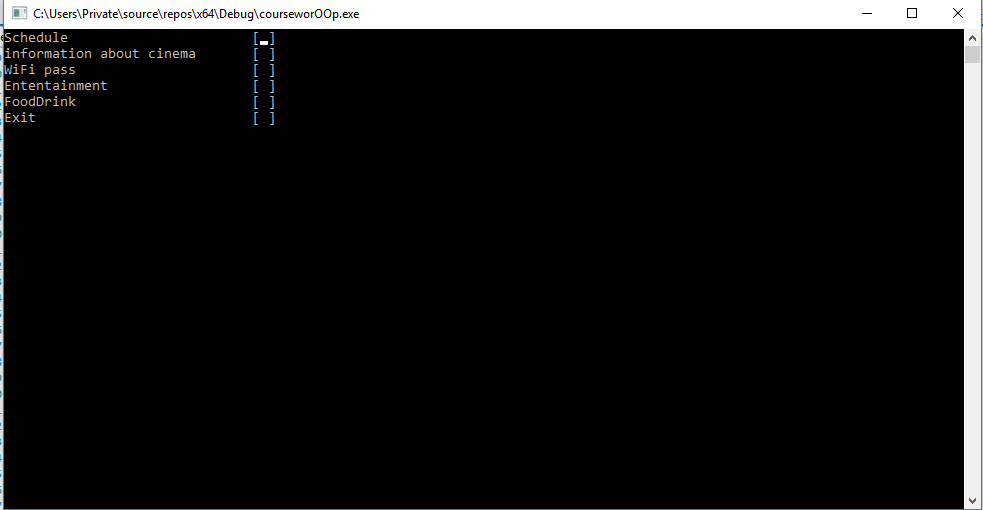 C:\Users\Private\source\repos\x64\Debug\courseworOOp.exe
Schedule [ ]
information about cinema [ ]
WiFi pass [ ]
Ententainment [ ]
FoodDrink [ ]
Exit [ ]